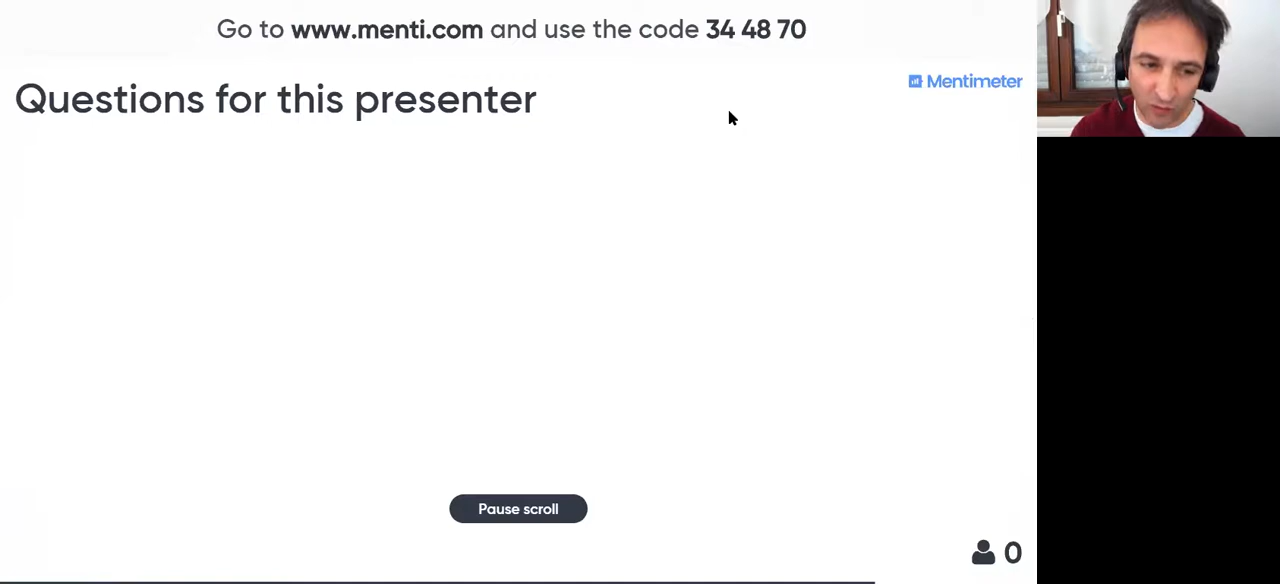 Go to www.menti.com and use the code 34 48 70
Mentimeter
Questions for this presenter
Pause scroll
0